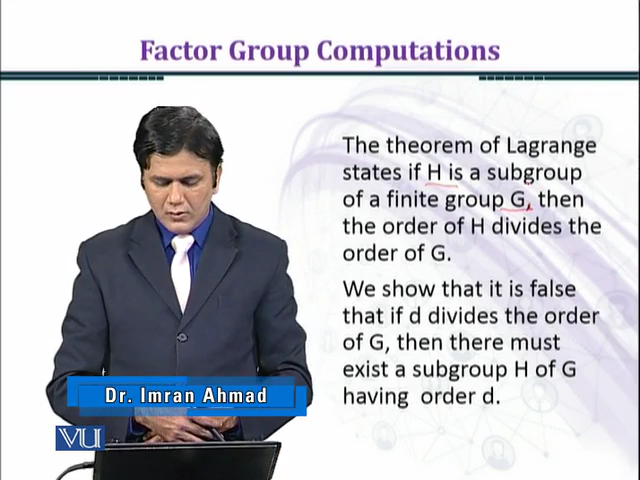 Factor Group Computations
The theorem of Lagrange
states if H is a subgroup
of a finite group G, then
the order of H divides the
order of G.
We show that it is false
that if d divides the order
of G, then there must
exist a subgroup H of G
having order d.
Dr. Imran Ahmad
VU